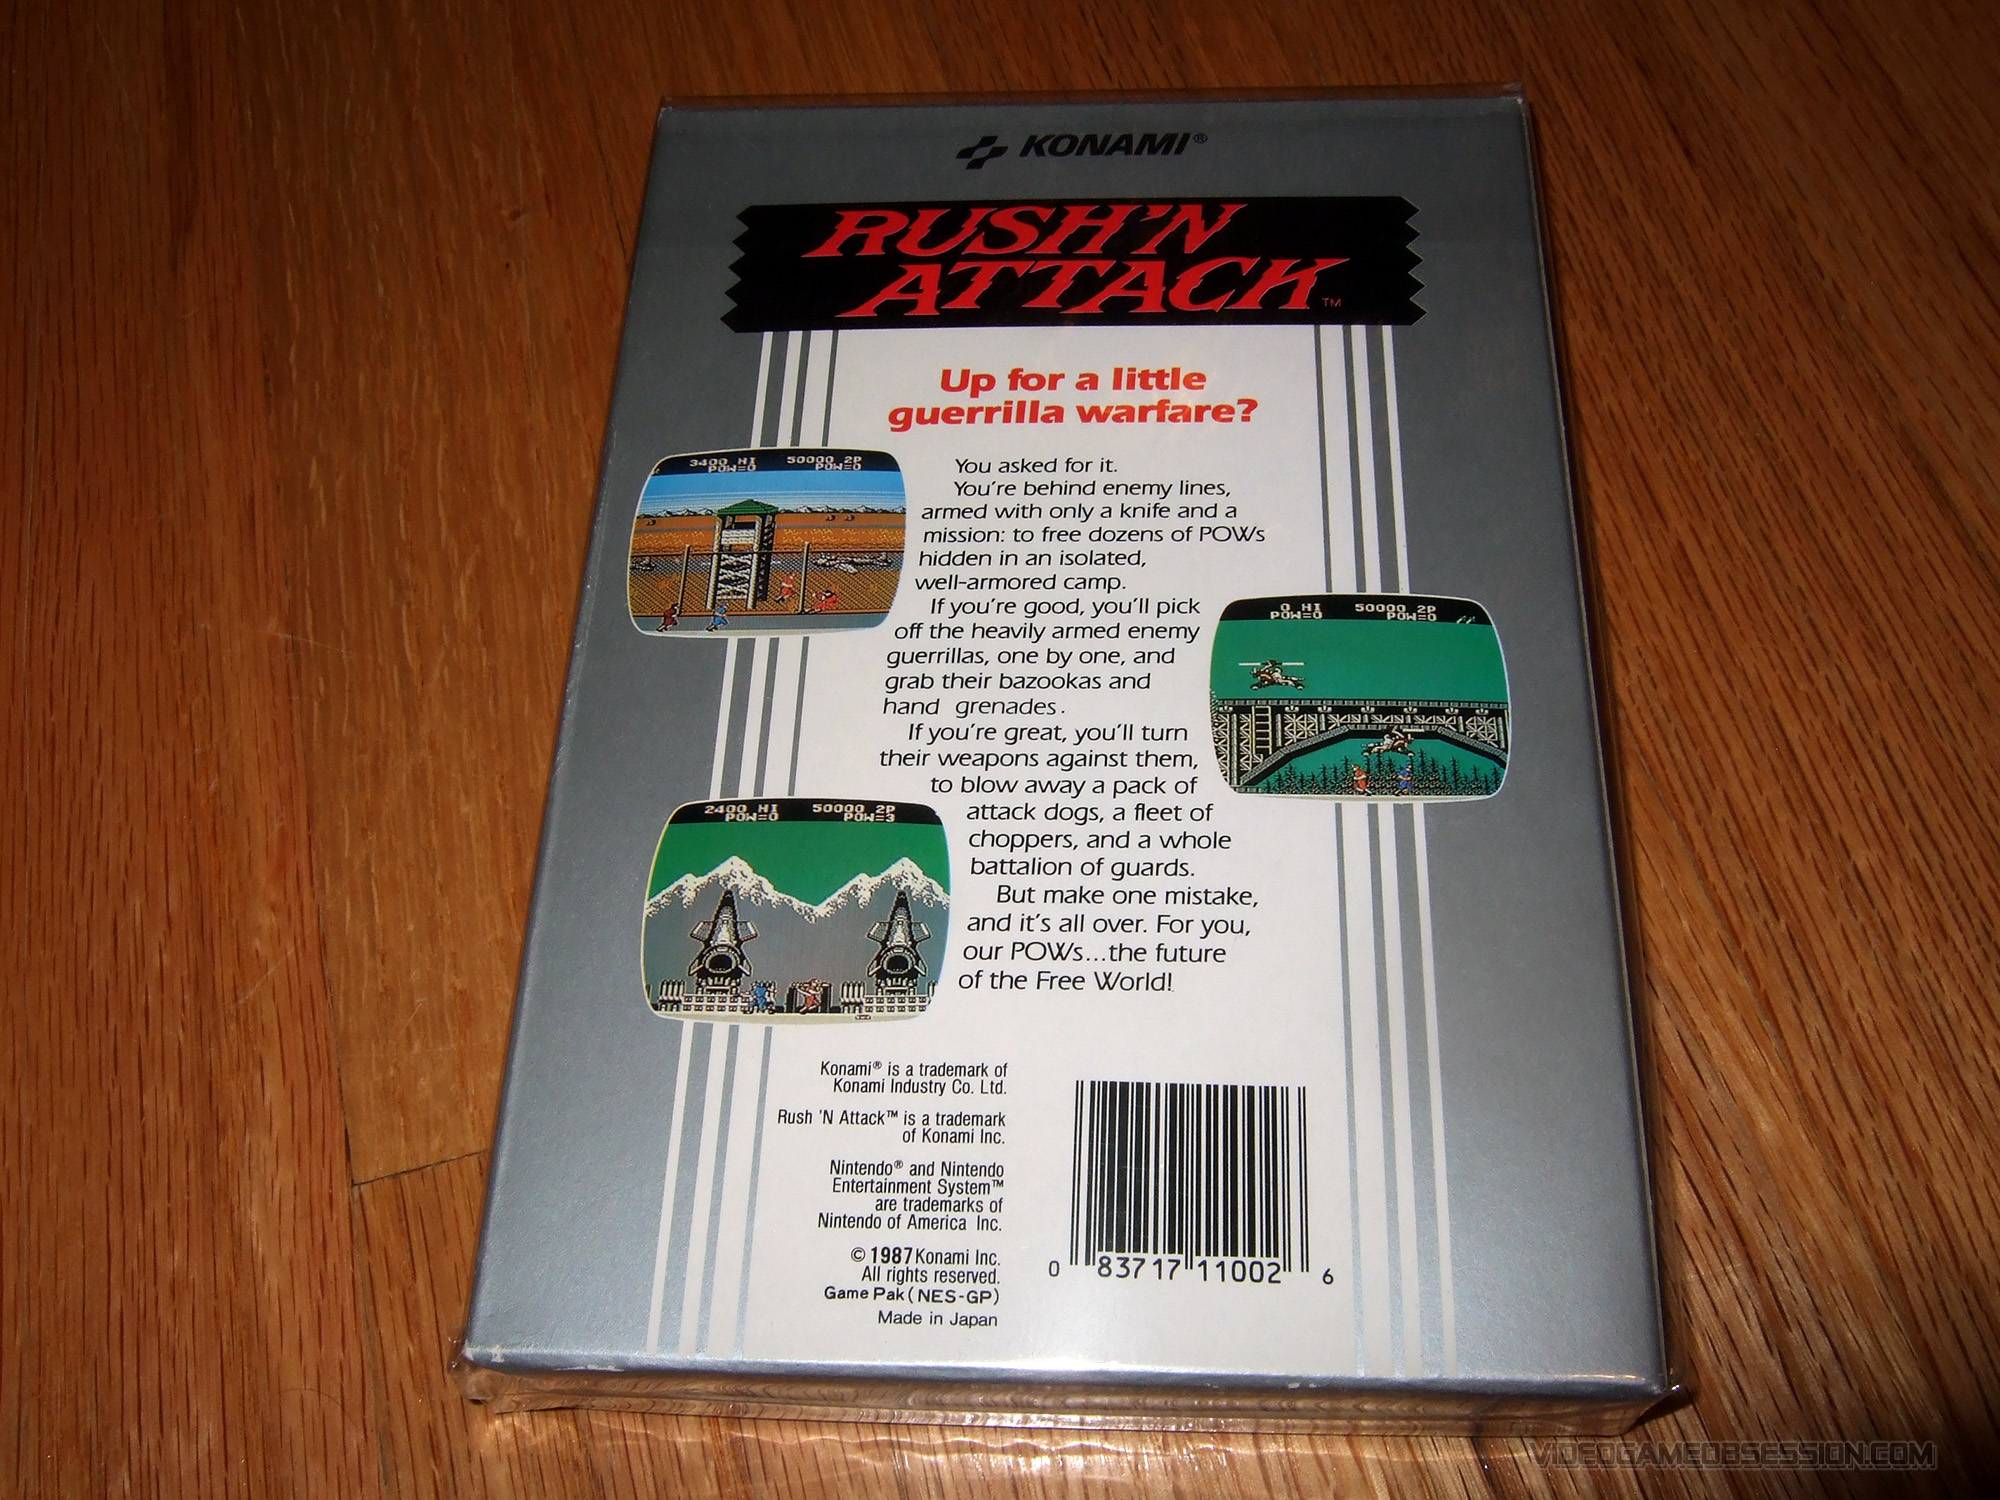 KONAMI®
RUSH'N
ATTACK™
Up for a little
guerrilla warfare?
You asked for it.
You're behind enemy lines,
armed with only a knife and a
mission: to free dozens of POWs
hidden in an isolated,
well-armored camp.
If you're good, you'll pick
off the heavily armed enemy
guerrillas, one by one, and
grab their bazookas and
hand grenades.
If you're great, you'll turn
their weapons against them,
to blow away a pack of
attack dogs, a fleet of
choppers, and a whole
battalion of guards.
But make one mistake,
and it's all over. For you,
our POWs...the future
of the Free World!
3400 HI 50000 2P
POW=0 POW=0
0 HI 50000 2P
POW=0 POW=0
2400 HI 50000 2P
POW=0 POW=3
Konami® is a trademark of
Konami Industry Co. Ltd.
Rush 'N Attack™ is a trademark
of Konami Inc.
Nintendo® and Nintendo
Entertainment System™
are trademarks of
Nintendo of America Inc.
© 1987 Konami Inc.
All rights reserved.
Game Pak (NES-GP)
Made in Japan
0 83717 11002 6
VIDEOGAMEOBSESSION.COM